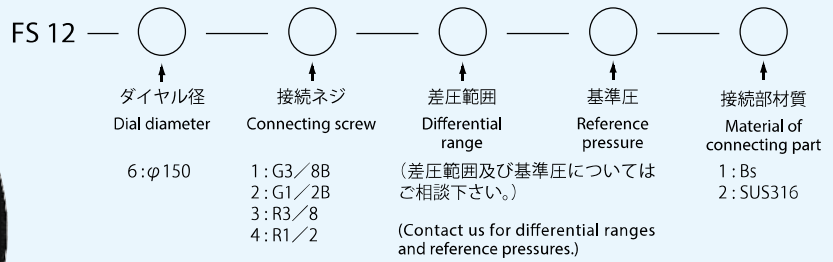 FS 12 — ◯ — ◯ — ◯ — ◯ — ◯
ダイヤル径
Dial diameter
6 : φ150
接続ネジ
Connecting screw
1 : G3／8B
2 : G1／2B
3 : R3／8
4 : R1／2
差圧範囲
Differential
range
基準圧
Reference
pressure
（差圧範囲及び基準圧については
ご相談下さい。）
(Contact us for differential ranges
and reference pressures.)
接続部材質
Material of
connecting part
1 : Bs
2 : SUS316